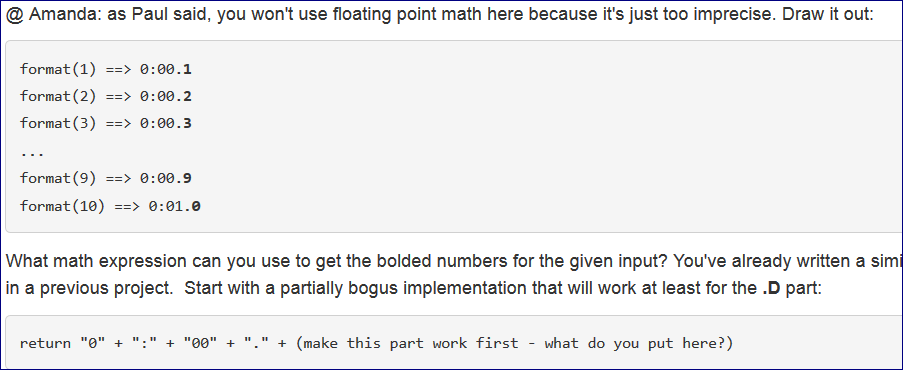 @ Amanda: as Paul said, you won't use floating point math here because it's just too imprecise. Draw it out:
format(1) ==> 0:00.1
format(2) ==> 0:00.2
format(3) ==> 0:00.3
...
format(9) ==> 0:00.9
format(10) ==> 0:01.0
What math expression can you use to get the bolded numbers for the given input? You've already written a simi
in a previous project. Start with a partially bogus implementation that will work at least for the .D part:
return "0" + ":" + "00" + "." + (make this part work first - what do you put here?)